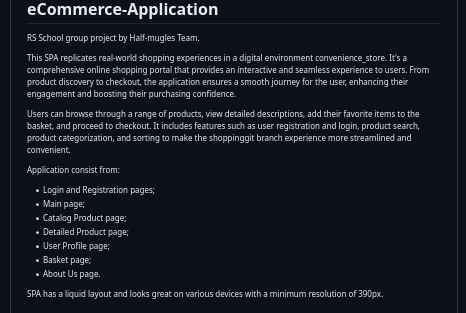 eCommerce-Application
RS School group project by Half-mugles Team.
This SPA replicates real-world shopping experiences in a digital environment convenience_store. It's a
comprehensive online shopping portal that provides an interactive and seamless experience to users. From
product discovery to checkout, the application ensures a smooth journey for the user, enhancing their
engagement and boosting their purchasing confidence.
Users can browse through a range of products, view detailed descriptions, add their favorite items to the
basket, and proceed to checkout. It includes features such as user registration and login, product search,
product categorization, and sorting to make the shoppinggit branch experience more streamlined and
convenient.
Application consist from:
• Login and Registration pages;
• Main page;
• Catalog Product page;
• Detailed Product page;
• User Profile page;
• Basket page;
• About Us page.
SPA has a liquid layout and looks great on various devices with a minimum resolution of 390px.